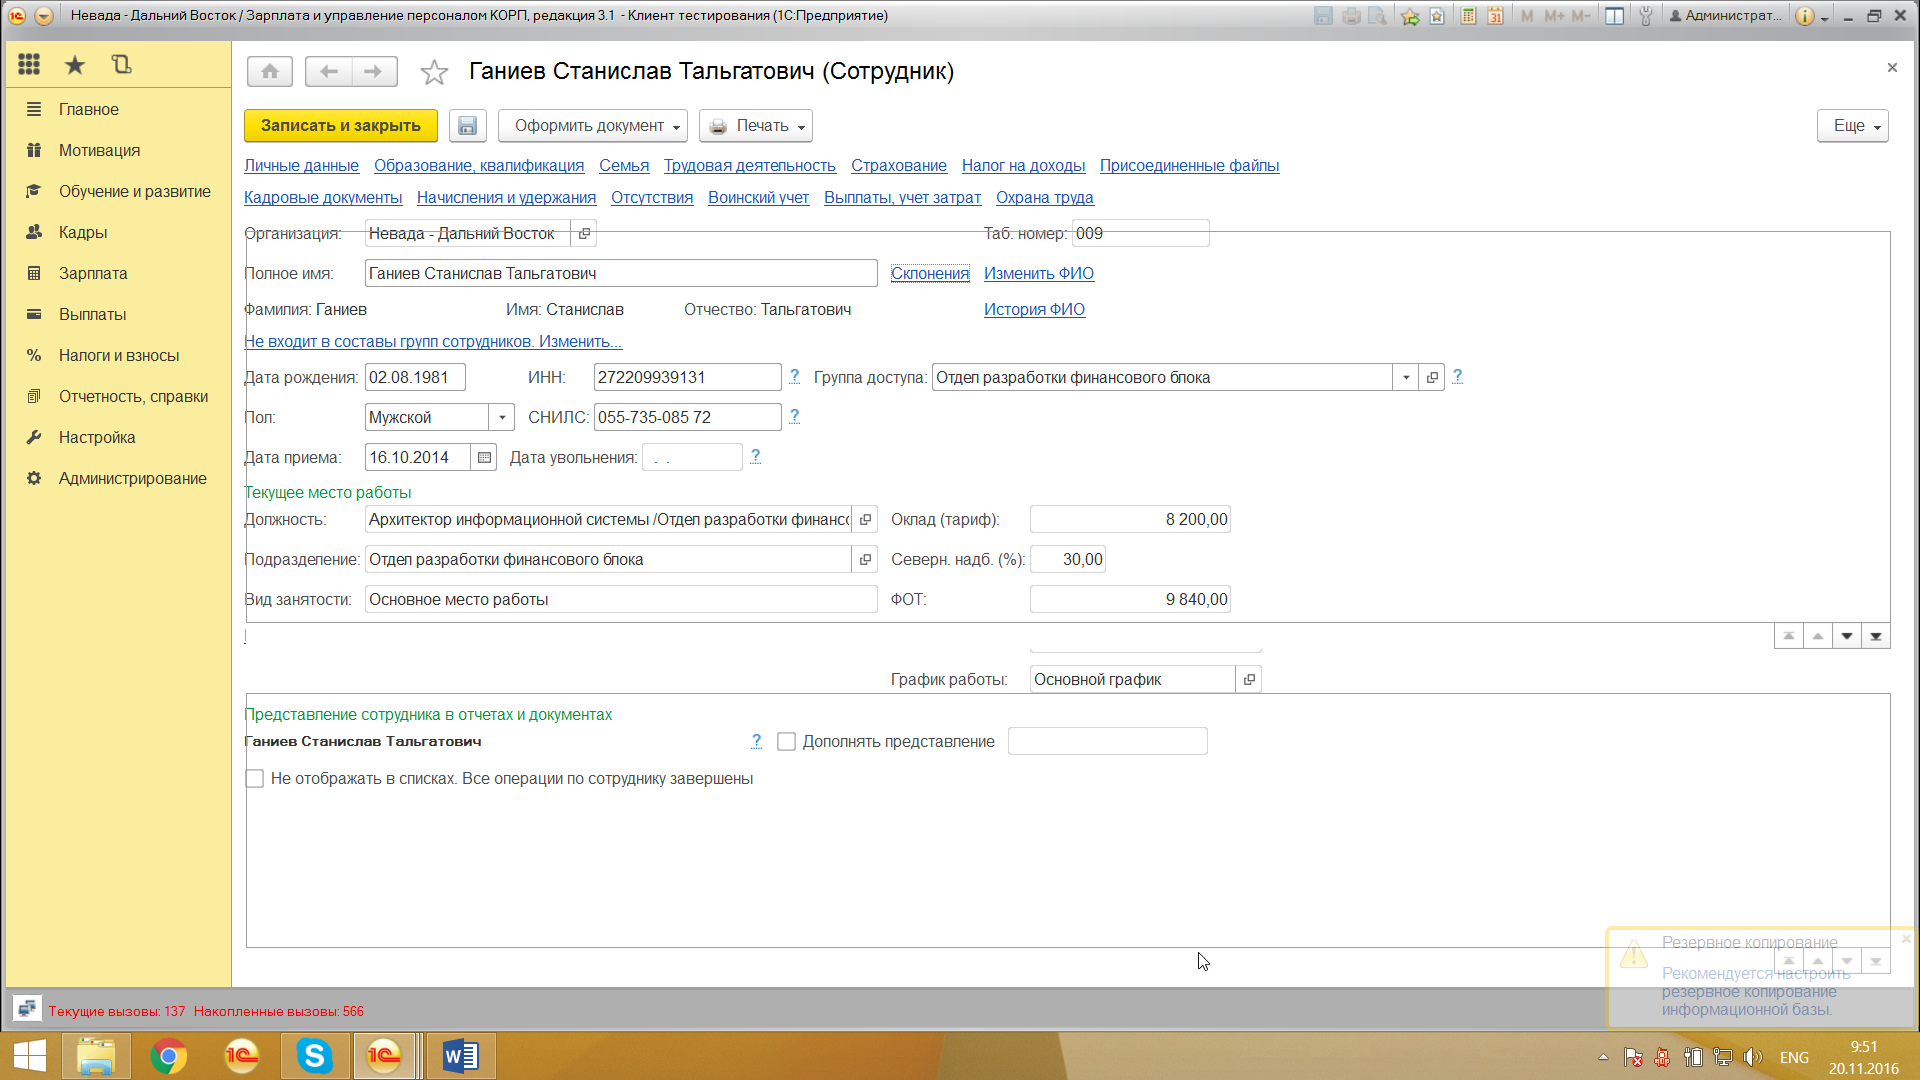 Невада - Дальний Восток / Зарплата и управление персоналом КОРП, редакция 3.1 - Клиент тестирования (1С:Предприятие)
M M+ M- Администрат...
Ганиев Станислав Тальгатович (Сотрудник)
Главное
Мотивация
Обучение и развитие
Кадры
Зарплата
Выплаты
Налоги и взносы
Отчетность, справки
Настройка
Администрирование
Записать и закрыть Оформить документ Печать Еще
Личные данные Образование, квалификация Семья Трудовая деятельность Страхование Налог на доходы Присоединенные файлы
Кадровые документы Начисления и удержания Отсутствия Воинский учет Выплаты, учет затрат Охрана труда
Организация: Невада - Дальний Восток Таб. номер: 009
Полное имя: Ганиев Станислав Тальгатович Склонения Изменить ФИО
Фамилия: Ганиев Имя: Станислав Отчество: Тальгатович История ФИО
Не входит в составы групп сотрудников. Изменить...
Дата рождения: 02.08.1981 ИНН: 272209939131 ? Группа доступа: Отдел разработки финансового блока ?
Пол: Мужской СНИЛС: 055-735-085 72 ?
Дата приема: 16.10.2014 Дата увольнения: . . ?
Текущее место работы
Должность: Архитектор информационной системы /Отдел разработки финансо Оклад (тариф): 8 200,00
Подразделение: Отдел разработки финансового блока Северн. надб. (%): 30,00
Вид занятости: Основное место работы ФОТ: 9 840,00
График работы: Основной график
Представление сотрудника в отчетах и документах
Ганиев Станислав Тальгатович ? Дополнять представление
Не отображать в списках. Все операции по сотруднику завершены
Резервное копирование
Рекомендуется настроить
резервное копирование
информационной базы.
Текущие вызовы: 137 Накопленные вызовы: 566
ENG
9:51
20.11.2016